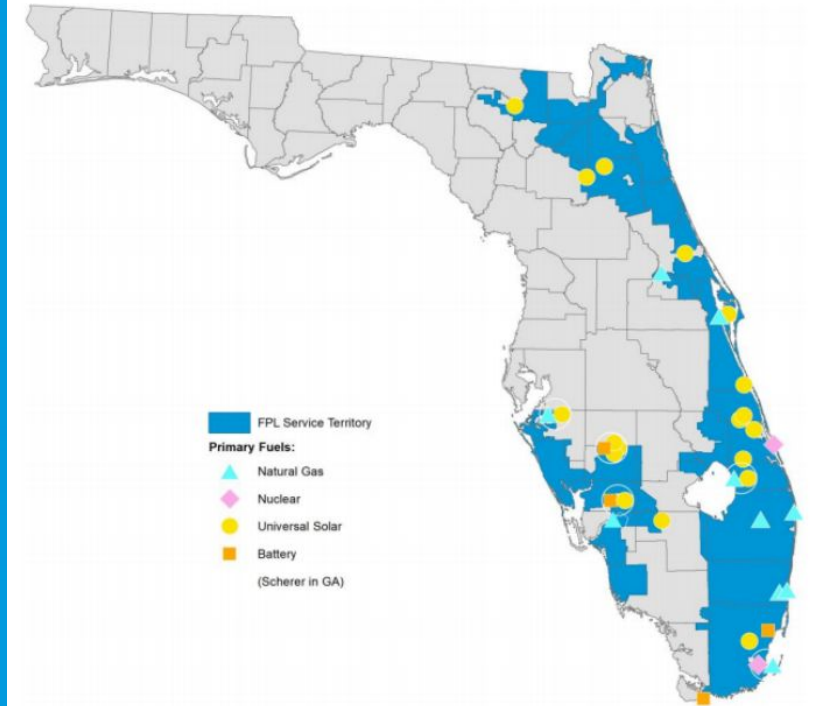 FPL Service Territory
Primary Fuels:
Natural Gas
Nuclear
Universal Solar
Battery
(Scherer in GA)